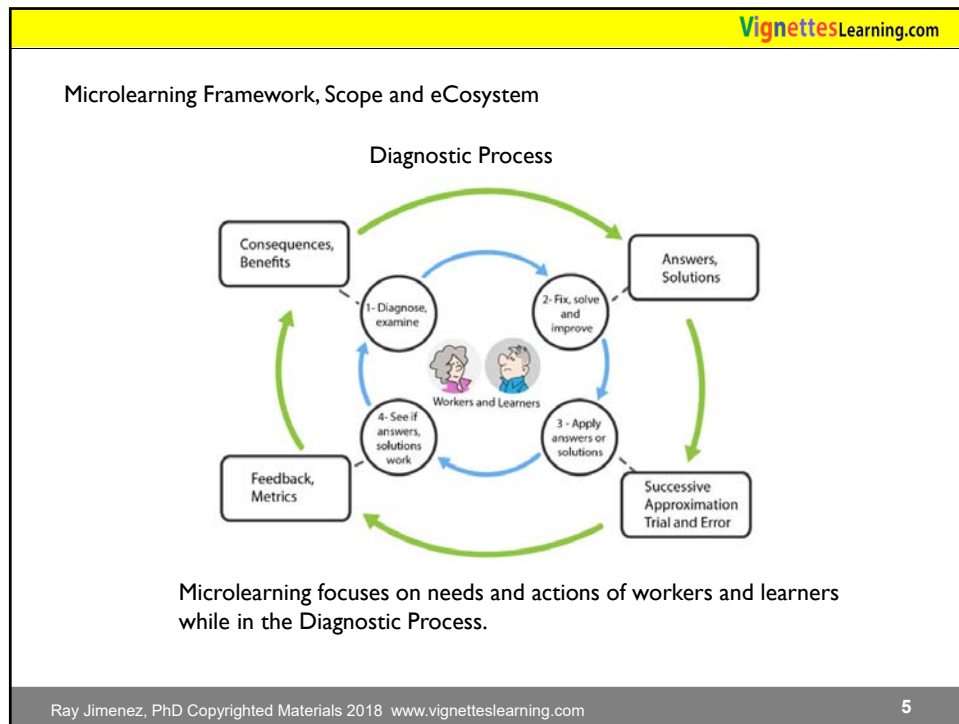 VignettesLearning.com
Microlearning Framework, Scope and eCosystem
Diagnostic Process
Consequences,
Benefits
Answers,
Solutions
1- Diagnose,
examine
2- Fix, solve
and
improve
Workers and Learners
4- See if
answers,
solutions
work
3 - Apply
answers or
solutions
Feedback,
Metrics
Successive
Approximation
Trial and Error
Microlearning focuses on needs and actions of workers and learners
while in the Diagnostic Process.
Ray Jimenez, PhD Copyrighted Materials 2018 www.vignetteslearning.com
5